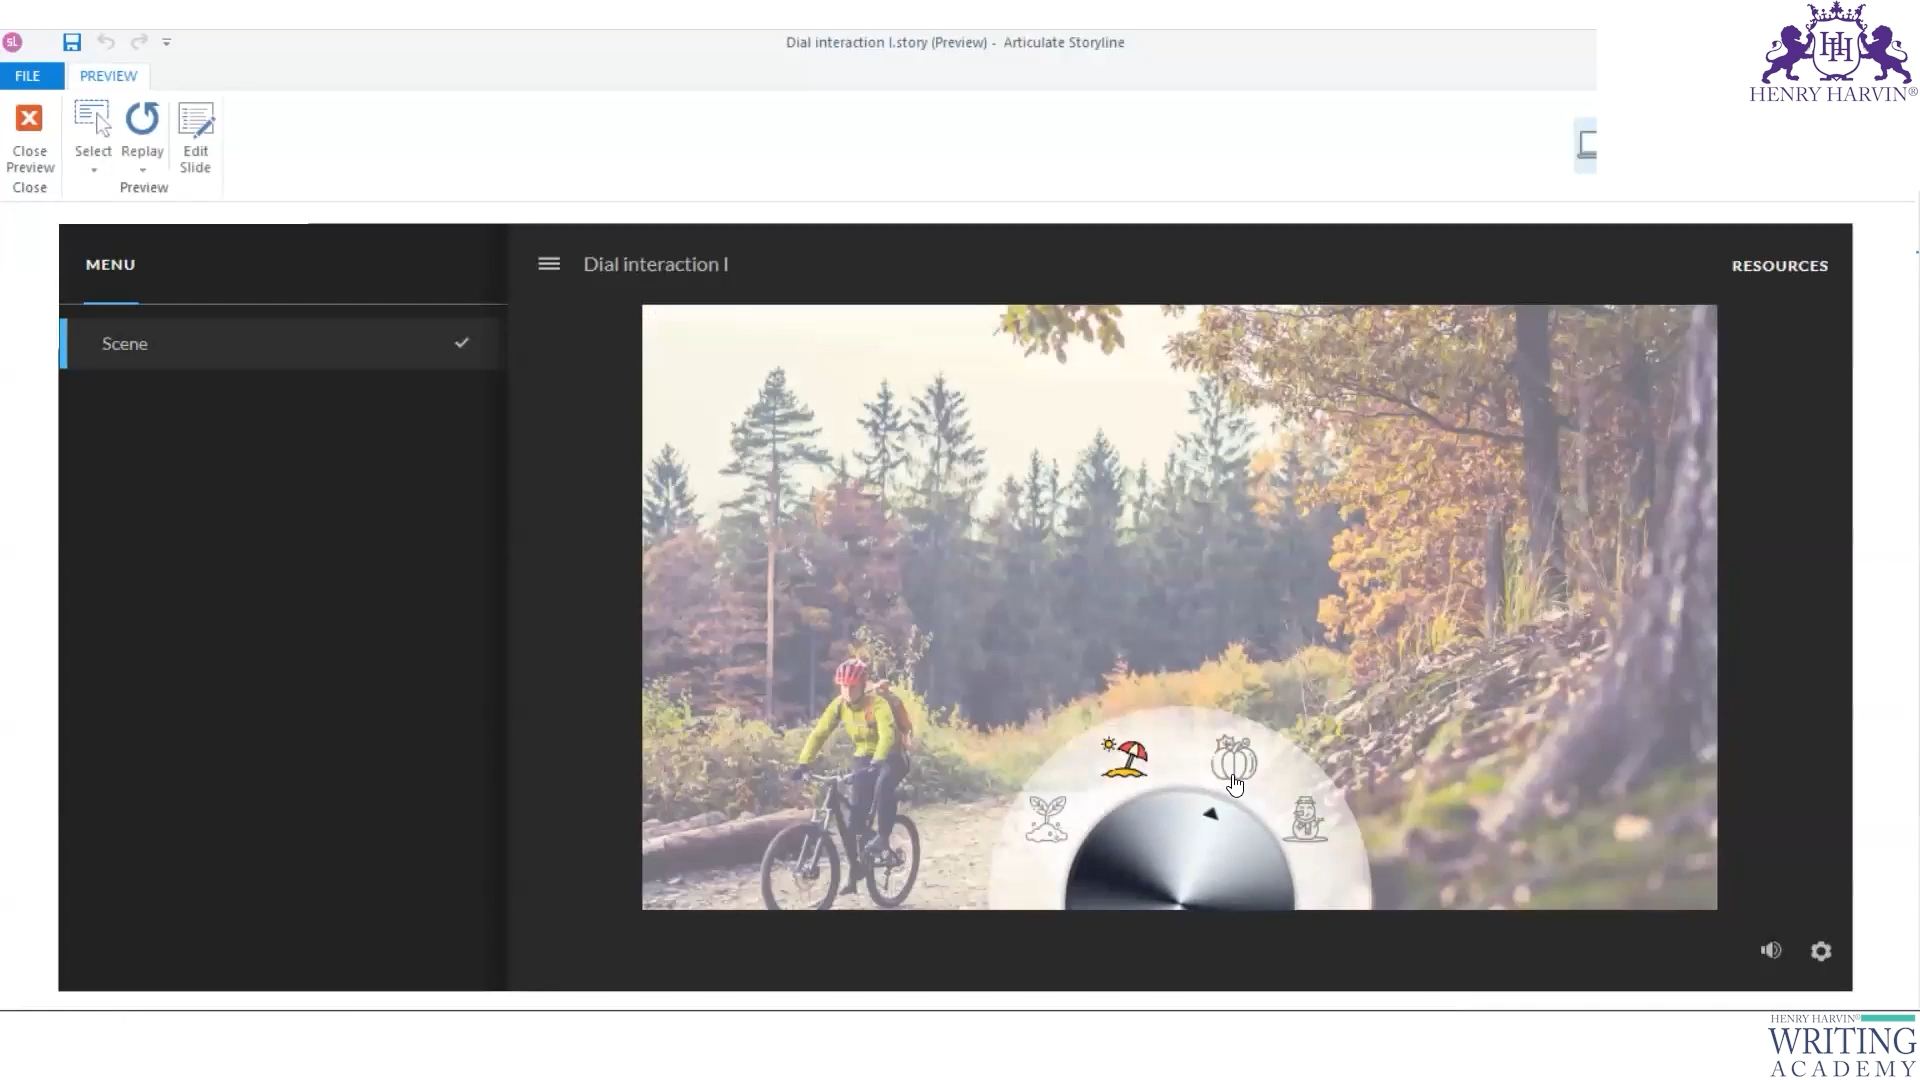 SL
Dial interaction I.story (Preview) - Articulate Storyline
FILE
PREVIEW
Close Preview
Select
Replay
Edit Slide
Close
Preview
HENRY HARVIN®
MENU
Dial interaction I
RESOURCES
Scene
HENRY HARVIN®
WRITING
ACADEMY